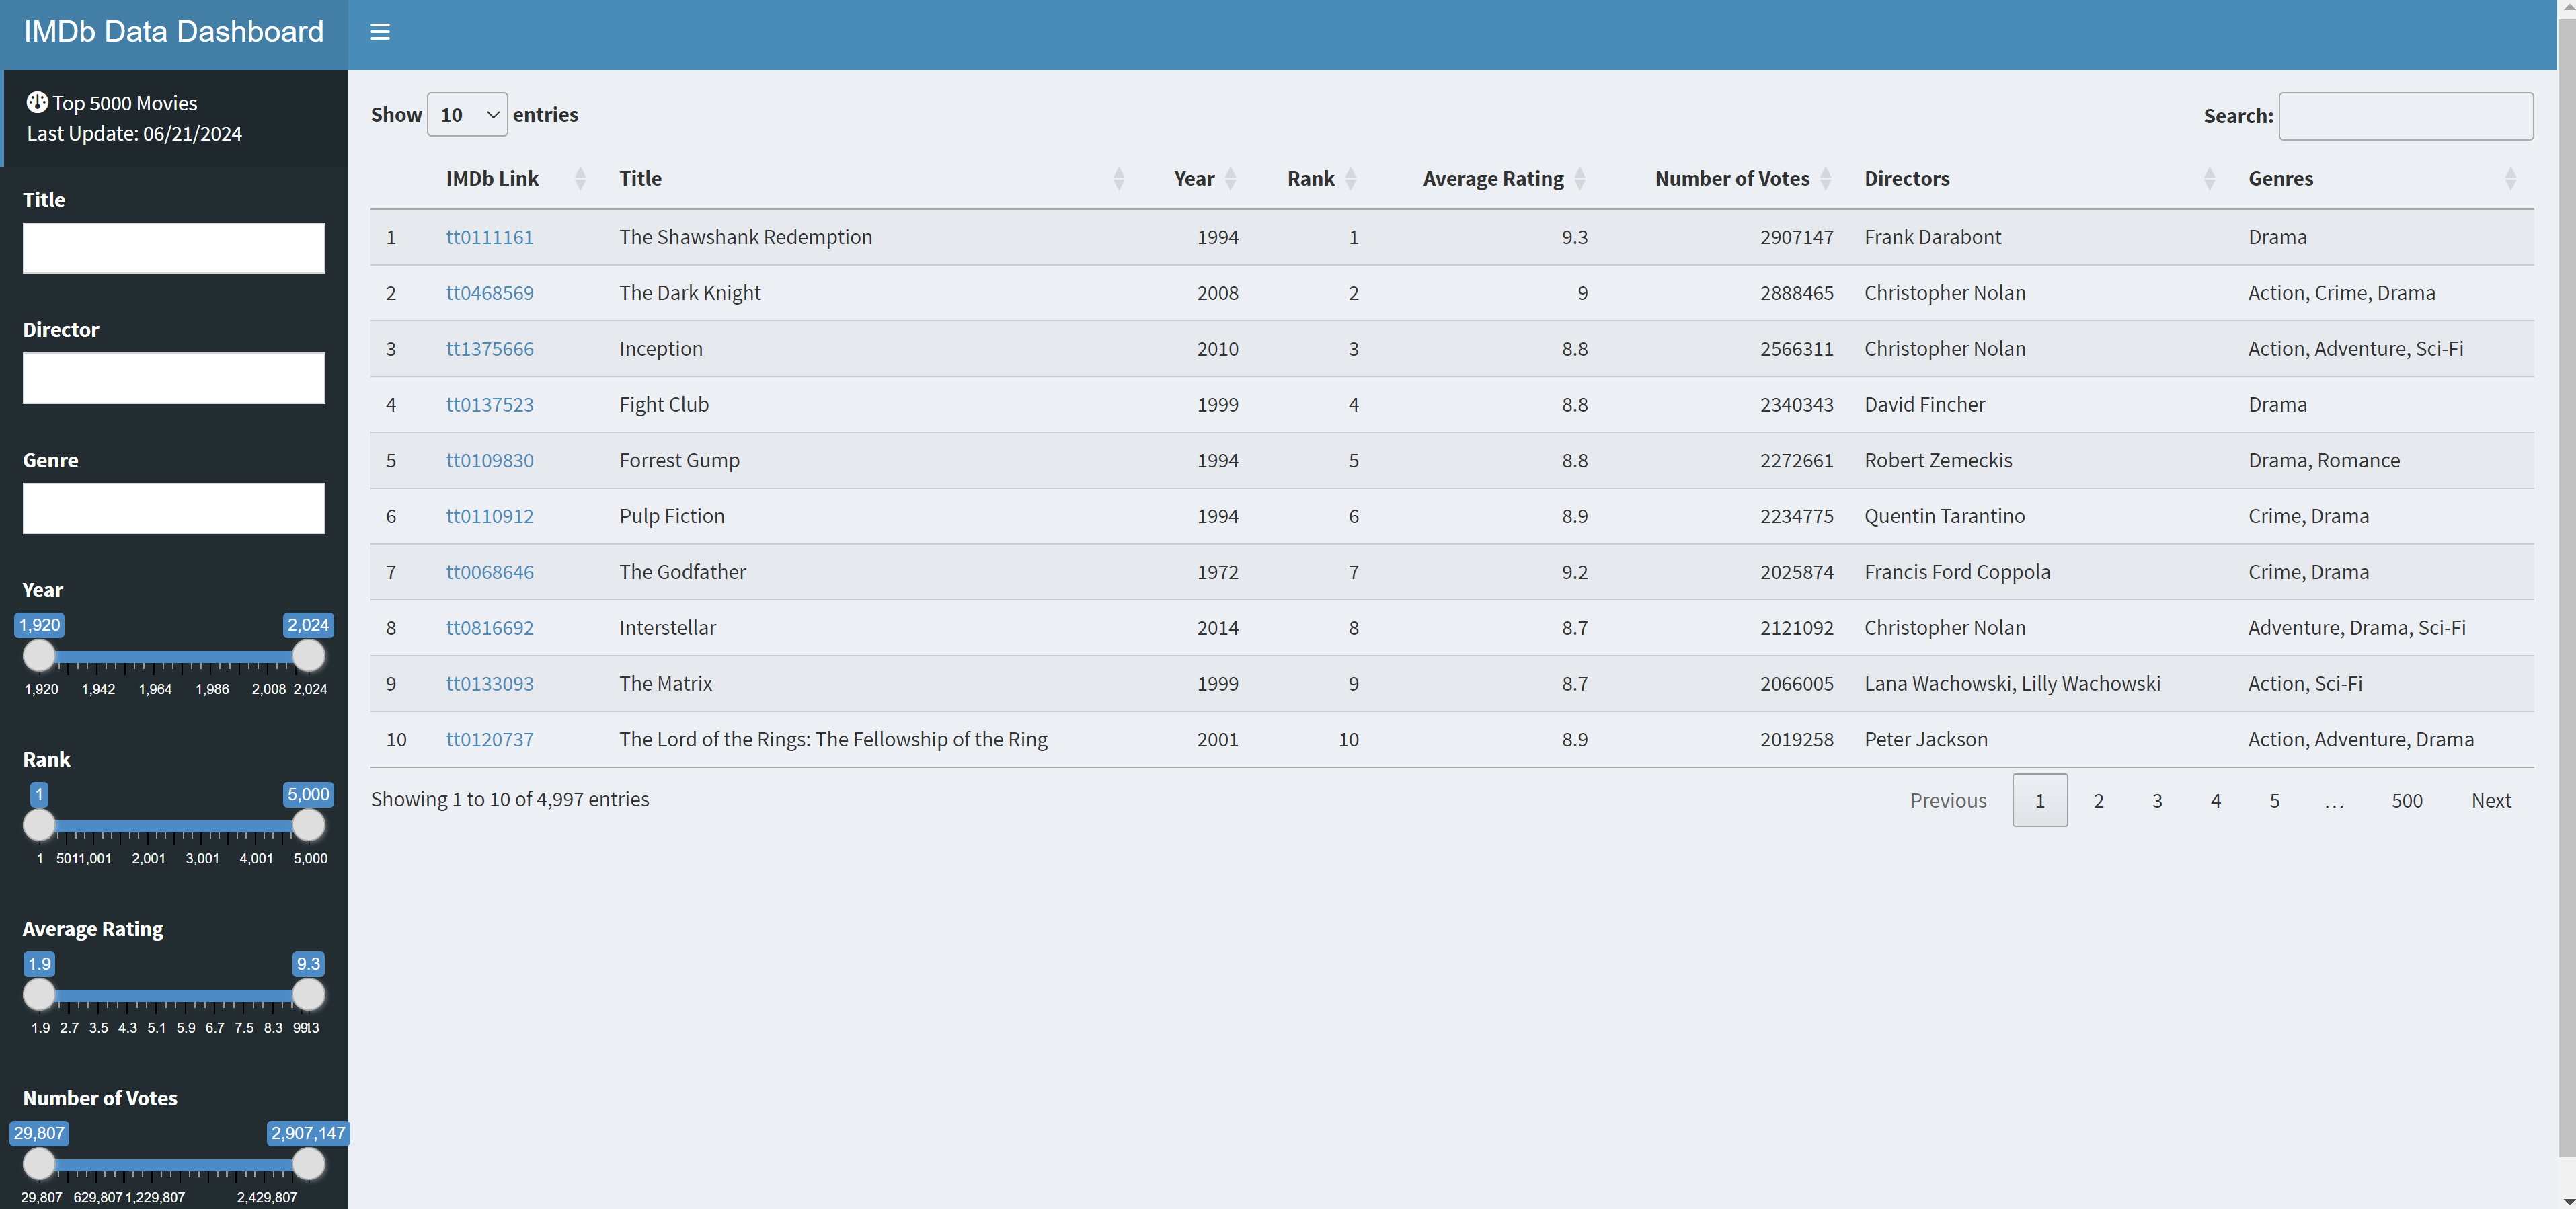 IMDb Data Dashboard
Top 5000 Movies
Last Update: 06/21/2024
Title
Director
Genre
Year
1,920 2,024
1,920 1,942 1,964 1,986 2,008 2,024
Rank
1 5,000
1 501 1,001 2,001 3,001 4,001 5,000
Average Rating
1.9 9.3
1.9 2.7 3.5 4.3 5.1 5.9 6.7 7.5 8.3
Number of Votes
29,807 2,907,147
29,807 629,807 1,229,807 2,429,807
Show 10 entries
Search:
IMDb Link Title Year Rank Average Rating Number of Votes Directors Genres
1 tt0111161 The Shawshank Redemption 1994 1 9.3 2907147 Frank Darabont Drama
2 tt0468569 The Dark Knight 2008 2 9 2888465 Christopher Nolan Action, Crime, Drama
3 tt1375666 Inception 2010 3 8.8 2566311 Christopher Nolan Action, Adventure, Sci-Fi
4 tt0137523 Fight Club 1999 4 8.8 2340343 David Fincher Drama
5 tt0109830 Forrest Gump 1994 5 8.8 2272661 Robert Zemeckis Drama, Romance
6 tt0110912 Pulp Fiction 1994 6 8.9 2234775 Quentin Tarantino Crime, Drama
7 tt0068646 The Godfather 1972 7 9.2 2025874 Francis Ford Coppola Crime, Drama
8 tt0816692 Interstellar 2014 8 8.7 2121092 Christopher Nolan Adventure, Drama, Sci-Fi
9 tt0133093 The Matrix 1999 9 8.7 2066005 Lana Wachowski, Lilly Wachowski Action, Sci-Fi
10 tt0120737 The Lord of the Rings: The Fellowship of the Ring 2001 10 8.9 2019258 Peter Jackson Action, Adventure, Drama
Showing 1 to 10 of 4,997 entries
Previous 1 2 3 4 5 … 500 Next